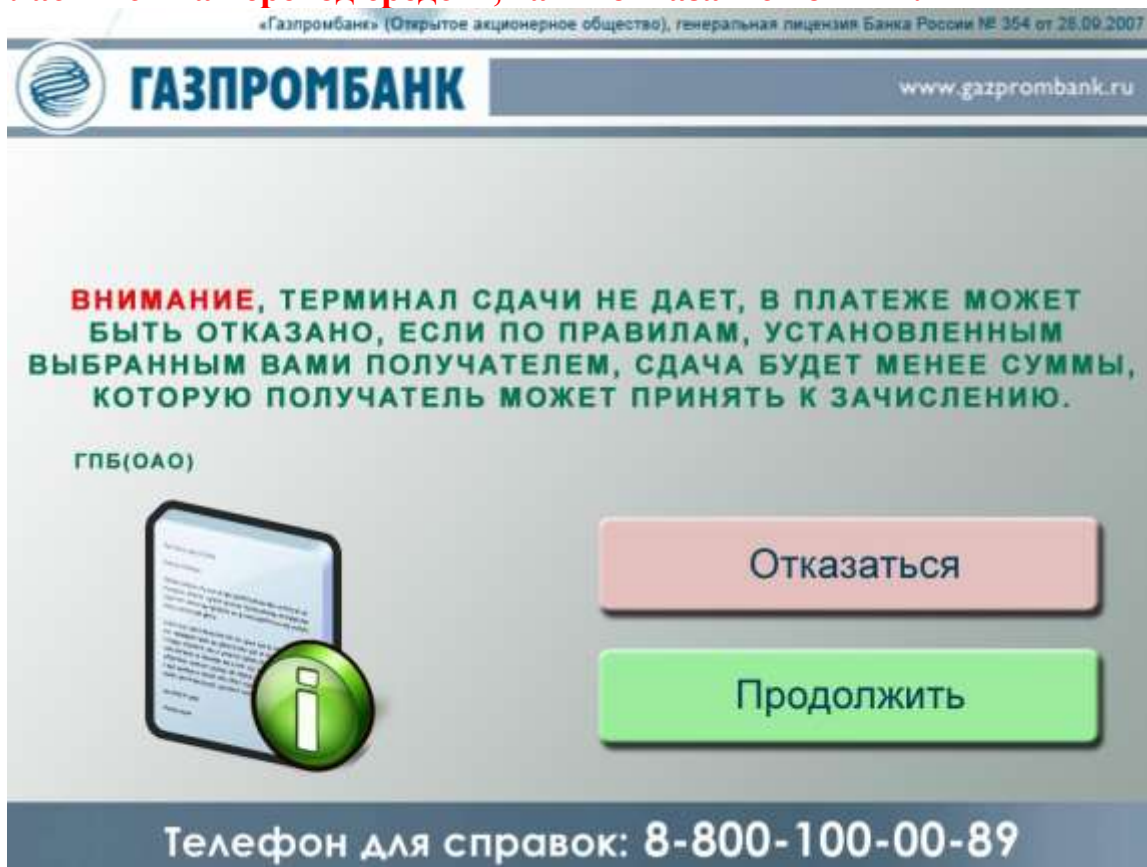 «Газпромбанк» (Открытое акционерное общество), генеральная лицензия Банка России № 354 от 28.09.2007
ГАЗПРОМБАНК
www.gazprombank.ru
ВНИМАНИЕ, ТЕРМИНАЛ СДАЧИ НЕ ДАЕТ, В ПЛАТЕЖЕ МОЖЕТ
БЫТЬ ОТКАЗАНО, ЕСЛИ ПО ПРАВИЛАМ, УСТАНОВЛЕННЫМ
ВЫБРАННЫМ ВАМИ ПОЛУЧАТЕЛЕМ, СДАЧА БУДЕТ МЕНЕЕ СУММЫ,
КОТОРУЮ ПОЛУЧАТЕЛЬ МОЖЕТ ПРИНЯТЬ К ЗАЧИСЛЕНИЮ.
ГПБ(ОАО)
Отказаться
Продолжить
Телефон для справок: 8-800-100-00-89